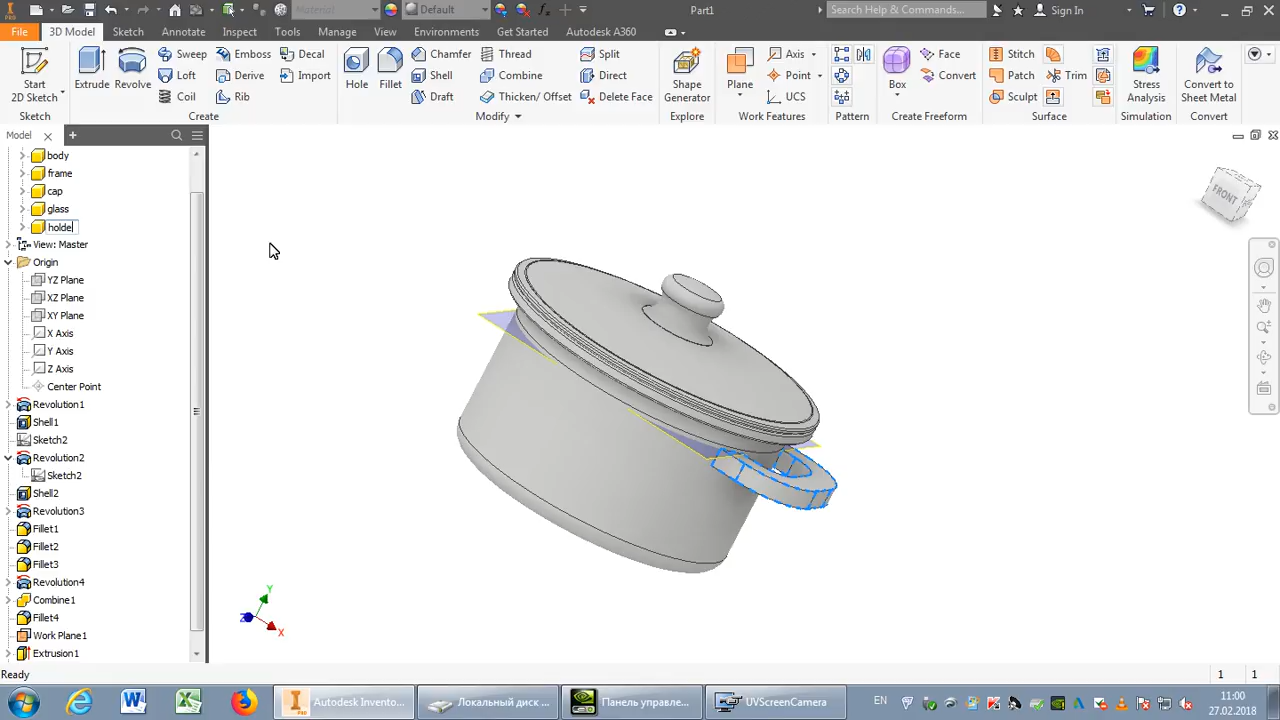 Material
Default
Part1
Search Help & Commands...
Sign In
File
3D Model
Sketch
Annotate
Inspect
Tools
Manage
View
Environments
Get Started
Autodesk A360
Start
2D Sketch
Extrude
Revolve
Sweep
Loft
Coil
Emboss
Derive
Rib
Decal
Import
Hole
Fillet
Chamfer
Shell
Draft
Thread
Combine
Thicken/ Offset
Split
Direct
Delete Face
Shape
Generator
Plane
Axis
Point
UCS
Box
Face
Convert
Stitch
Patch
Sculpt
Trim
Stress
Analysis
Convert to
Sheet Metal
Sketch
Create
Modify
Explore
Work Features
Pattern
Create Freeform
Surface
Simulation
Convert
Model
body
frame
cap
glass
holde
View: Master
Origin
YZ Plane
XZ Plane
XY Plane
X Axis
Y Axis
Z Axis
Center Point
Revolution1
Shell1
Sketch2
Revolution2
Sketch2
Shell2
Revolution3
Fillet1
Fillet2
Fillet3
Revolution4
Combine1
Fillet4
Work Plane1
Extrusion1
FRONT
Y
Z
X
Ready
1 1
Autodesk Invento...
Локальный диск ...
Панель управле...
UVScreenCamera
EN
11:00
27.02.2018